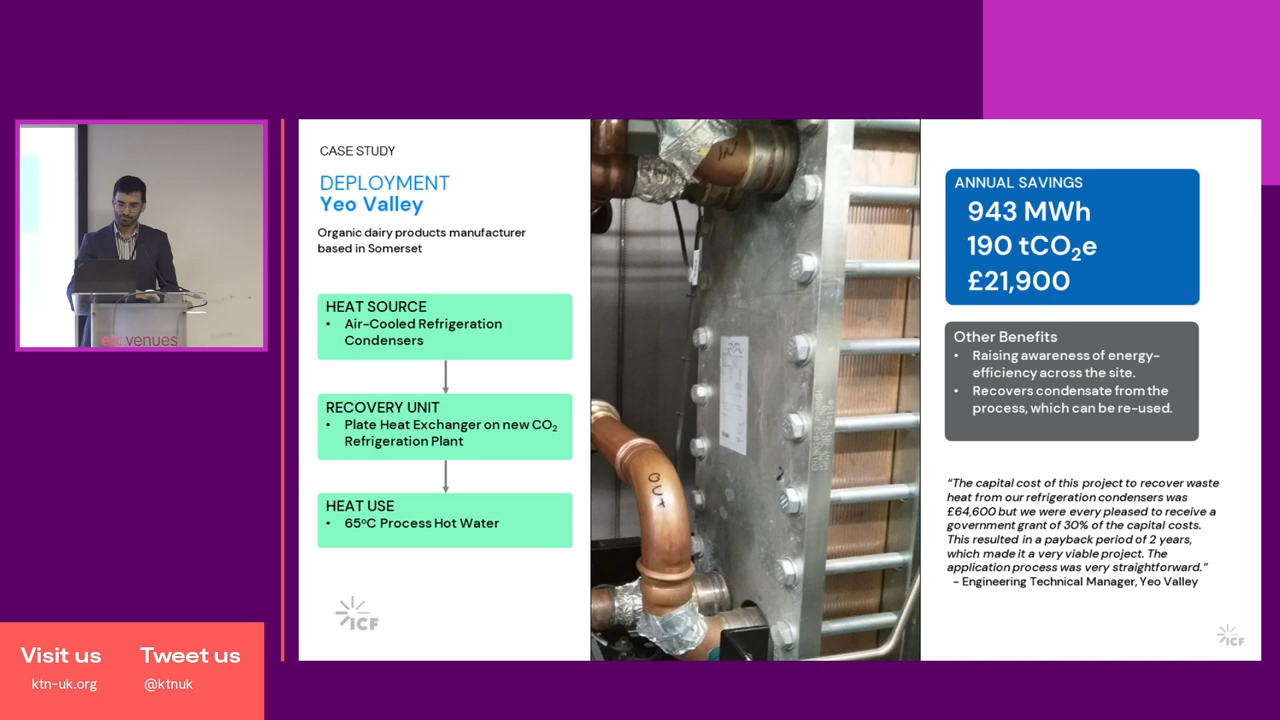 CASE STUDY
DEPLOYMENT
Yeo Valley
Organic dairy products manufacturer
based in Somerset
HEAT SOURCE
• Air-Cooled Refrigeration
Condensers
RECOVERY UNIT
• Plate Heat Exchanger on new CO₂
Refrigeration Plant
HEAT USE
• 65ºC Process Hot Water
ICF
IN
OUT
ANNUAL SAVINGS
943 MWh
190 tCO₂e
£21,900
Other Benefits
• Raising awareness of energy-
efficiency across the site.
• Recovers condensate from the
process, which can be re-used.
“The capital cost of this project to recover waste
heat from our refrigeration condensers was
£64,600 but we were every pleased to receive a
government grant of 30% of the capital costs.
This resulted in a payback period of 2 years,
which made it a very viable project. The
application process was very straightforward.”
- Engineering Technical Manager, Yeo Valley
ICF
etc.venues
Visit us
Tweet us
ktn-uk.org
@ktnuk